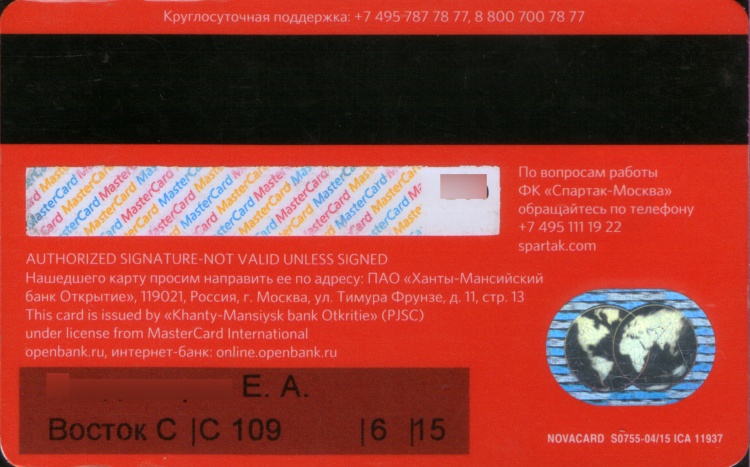 Круглосуточная поддержка: +7 495 787 78 77, 8 800 700 78 77
По вопросам работы
ФК «Спартак-Москва»
обращайтесь по телефону
+7 495 111 19 22
spartak.com
AUTHORIZED SIGNATURE-NOT VALID UNLESS SIGNED
Нашедшего карту просим направить ее по адресу: ПАО «Ханты-Мансийский
банк Открытие», 119021, Россия, г. Москва, ул. Тимура Фрунзе, д. 11, стр. 13
This card is issued by «Khanty-Mansiysk bank Otkritie» (PJSC)
under license from MasterCard International
openbank.ru, интернет-банк: online.openbank.ru
Е. А.
Восток С |С 109 |6 |15
NOVACARD S0755-04/15 ICA 11937